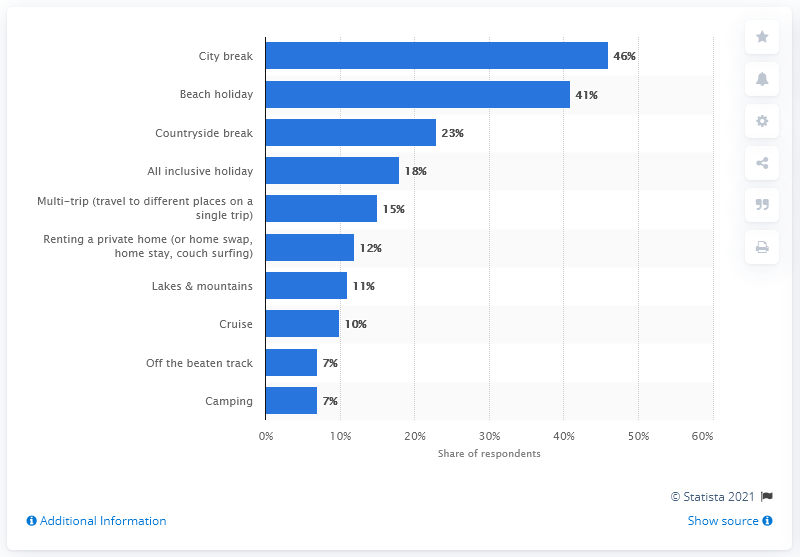 City break 46%
Beach holiday 41%
Countryside break 23%
All inclusive holiday 18%
Multi-trip (travel to different places on a
single trip) 15%
Renting a private home (or home swap,
home stay, couch surfing) 12%
Lakes & mountains 11%
Cruise 10%
Off the beaten track 7%
Camping 7%
0% 10% 20% 30% 40% 50% 60%
Share of respondents
© Statista 2021
Additional Information Show source